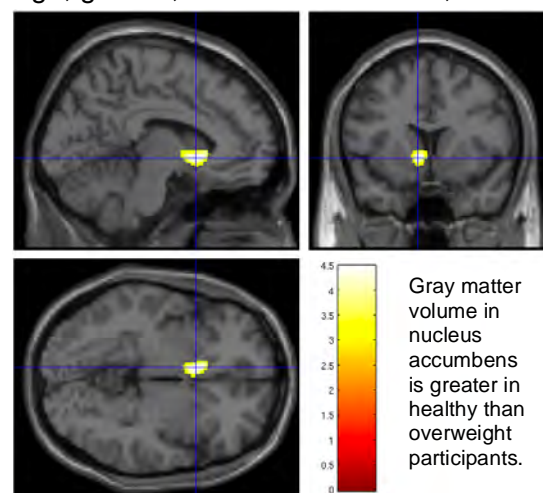 4.5
4
3.5
3
2.5
2
1.5
1
0.5
0
Gray matter
volume in
nucleus
accumbens
is greater in
healthy than
overweight
participants.